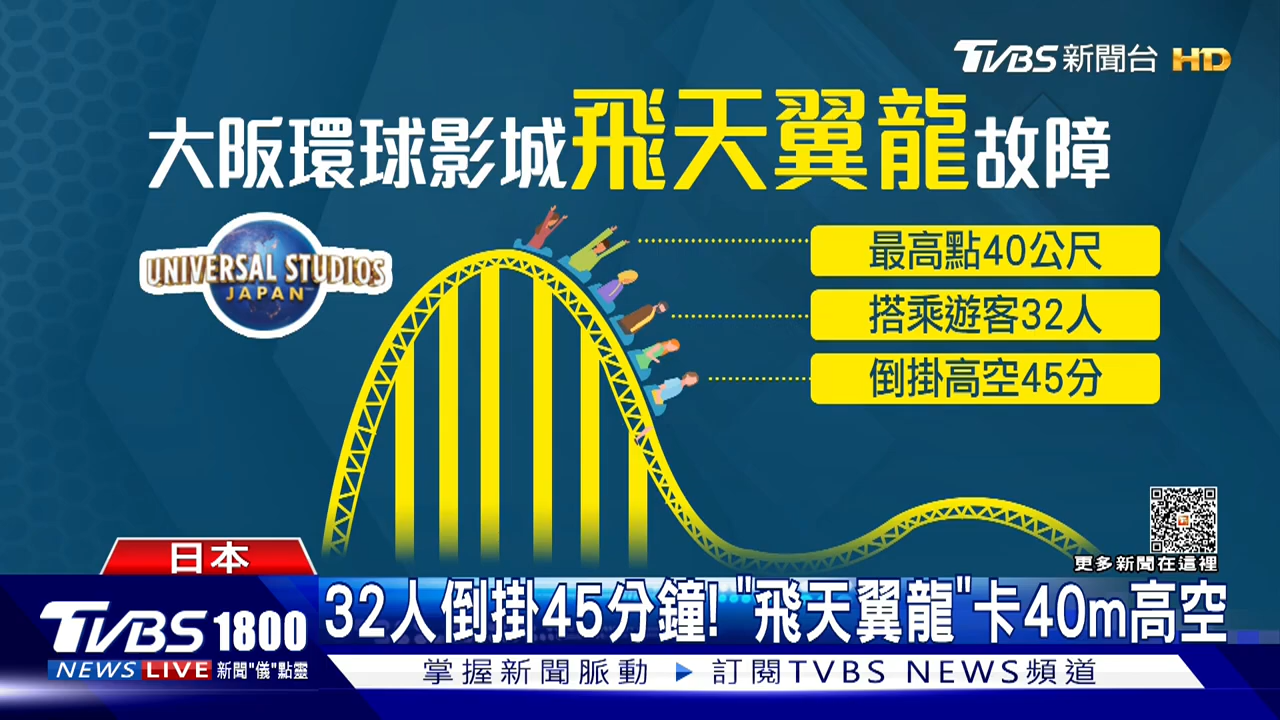 TVBS新聞台 HD
大阪環球影城飛天翼龍故障
UNIVERSAL STUDIOS
JAPAN
最高點40公尺
搭乘遊客32人
倒掛高空45分
更多新聞在這裡
日本
32人倒掛45分鐘! "飛天翼龍"卡40m高空
TVBS 1800
NEWS LIVE 新聞"儀"點靈
掌握新聞脈動 ▶ 訂閱TVBS NEWS頻道